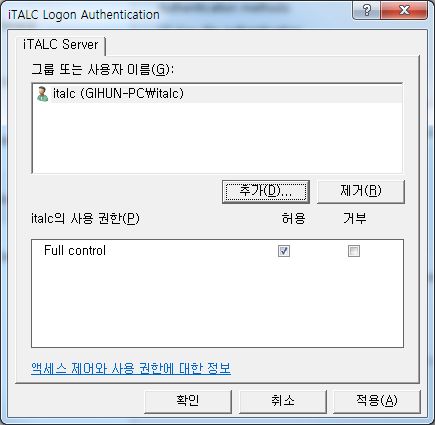 iTALC Logon Authentication
iTALC Server
그룹 또는 사용자 이름(G):
italc (GIHUN-PC₩italc)
추가(D)...
제거(R)
italc의 사용 권한(P) 허용 거부
Full control
액세스 제어와 사용 권한에 대한 정보
확인 취소 적용(A)